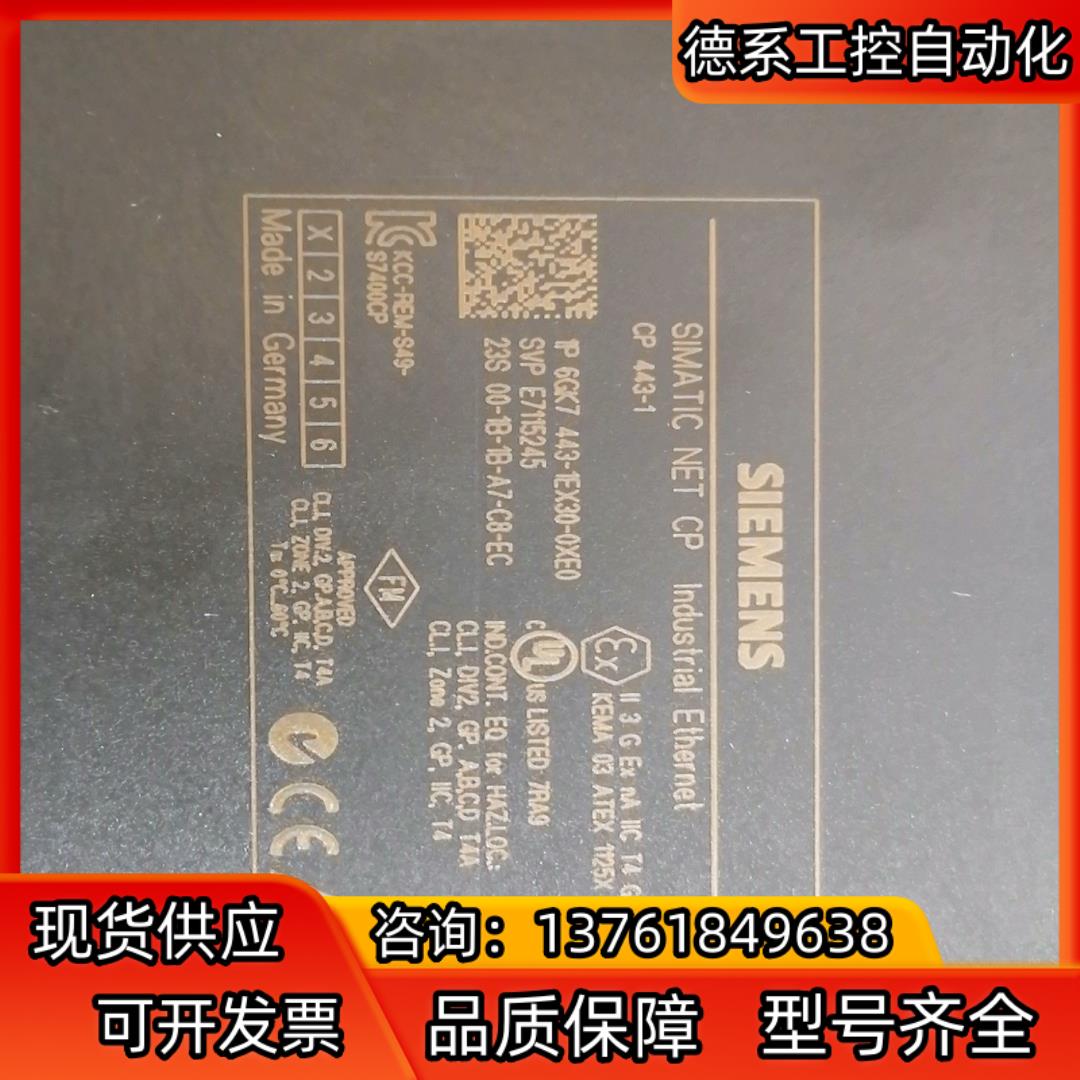 德系工控自动化
SIEMENS
SIMATIC NET CP Industrial Ethernet
CP 443-1
1P 6GK7 443-1EX30-0XE0
SVP E7115245
23S 00-1B-1B-A7-C8-EC
KCC-REM-S49-
S7400CP
X 2 3 4 5 6
Made in Germany
Ex
II 3 G Ex nA IIC T4 G
KEMA 03 ATEX 1125X
C UL US LISTED 7RA9
IND.CONT. EQ. for HAZ.LOC.:
CL.I, DIV.2, GP. A,B,C,D T4A
CL.I, Zone 2, GP. IIC, T4
FM
APPROVED
CL.I, DIV.2, GP.A,B,C,D, T4A
CL.I, ZONE 2, GP. IIC, T4
T= 0°C...60°C
CE
现货供应
咨询：13761849638
可开发票 品质保障 型号齐全